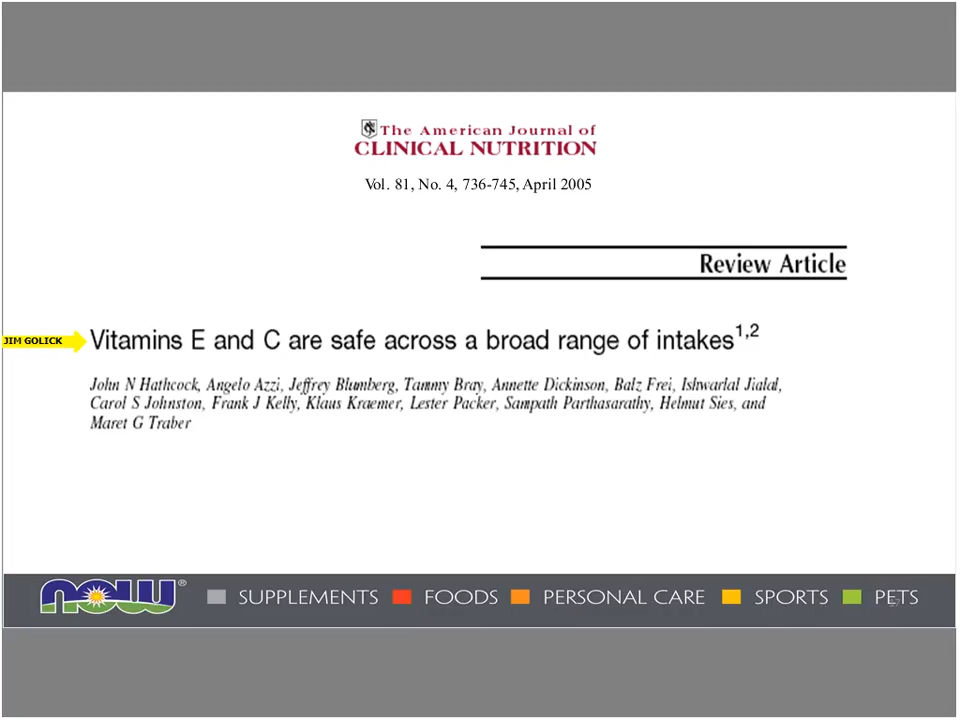 The American Journal of
CLINICAL NUTRITION
Vol. 81, No. 4, 736-745, April 2005
Review Article
JIM GOLICK
Vitamins E and C are safe across a broad range of intakes1,2
John N Hathcock, Angelo Azzi, Jeffrey Blumberg, Tammy Bray, Annette Dickinson, Balz Frei, Ishwarlal Jialal,
Carol S Johnston, Frank J Kelly, Klaus Kraemer, Lester Packer, Sampath Parthasarathy, Helmut Sies, and
Maret G Traber
now® SUPPLEMENTS FOODS PERSONAL CARE SPORTS PETS
17